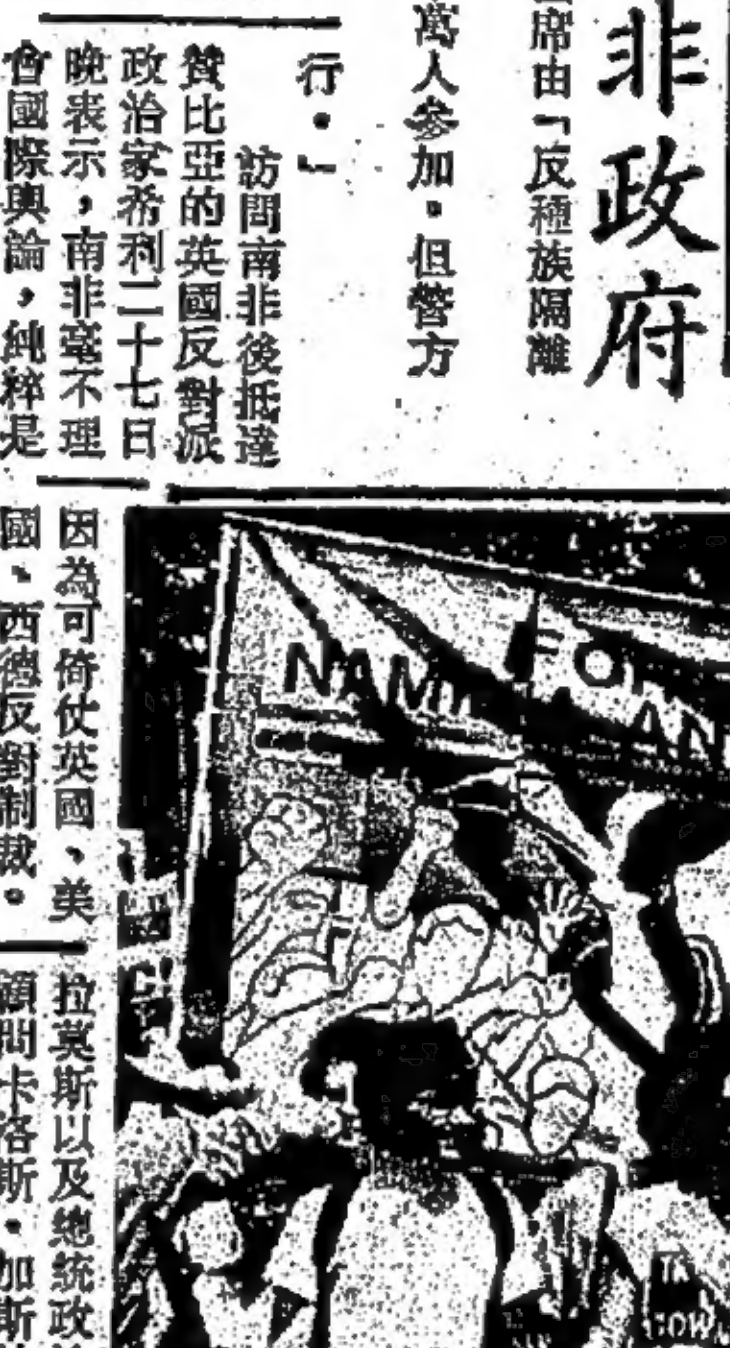 非政府
席由「反種族隔離
萬人參加。但警方
行。」
訪問南非後抵達
贊比亞的英國反對派
政治家希利二十七日
晚表示，南非毫不理
會國際輿論，純粹是
因為可倚仗英國、美
國、西德反對制裁。
拉莫斯以及總統政
顧問卡洛斯·加斯
FOR
NAMI
AN